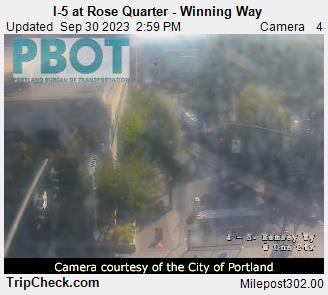 I-5 at Rose Quarter - Winning Way
Updated Sep 30 2023 2:59 PM Camera 4
PBOT
PORTLAND BUREAU OF TRANSPORTATION
Camera courtesy of the City of Portland
TripCheck.com Milepost302.00